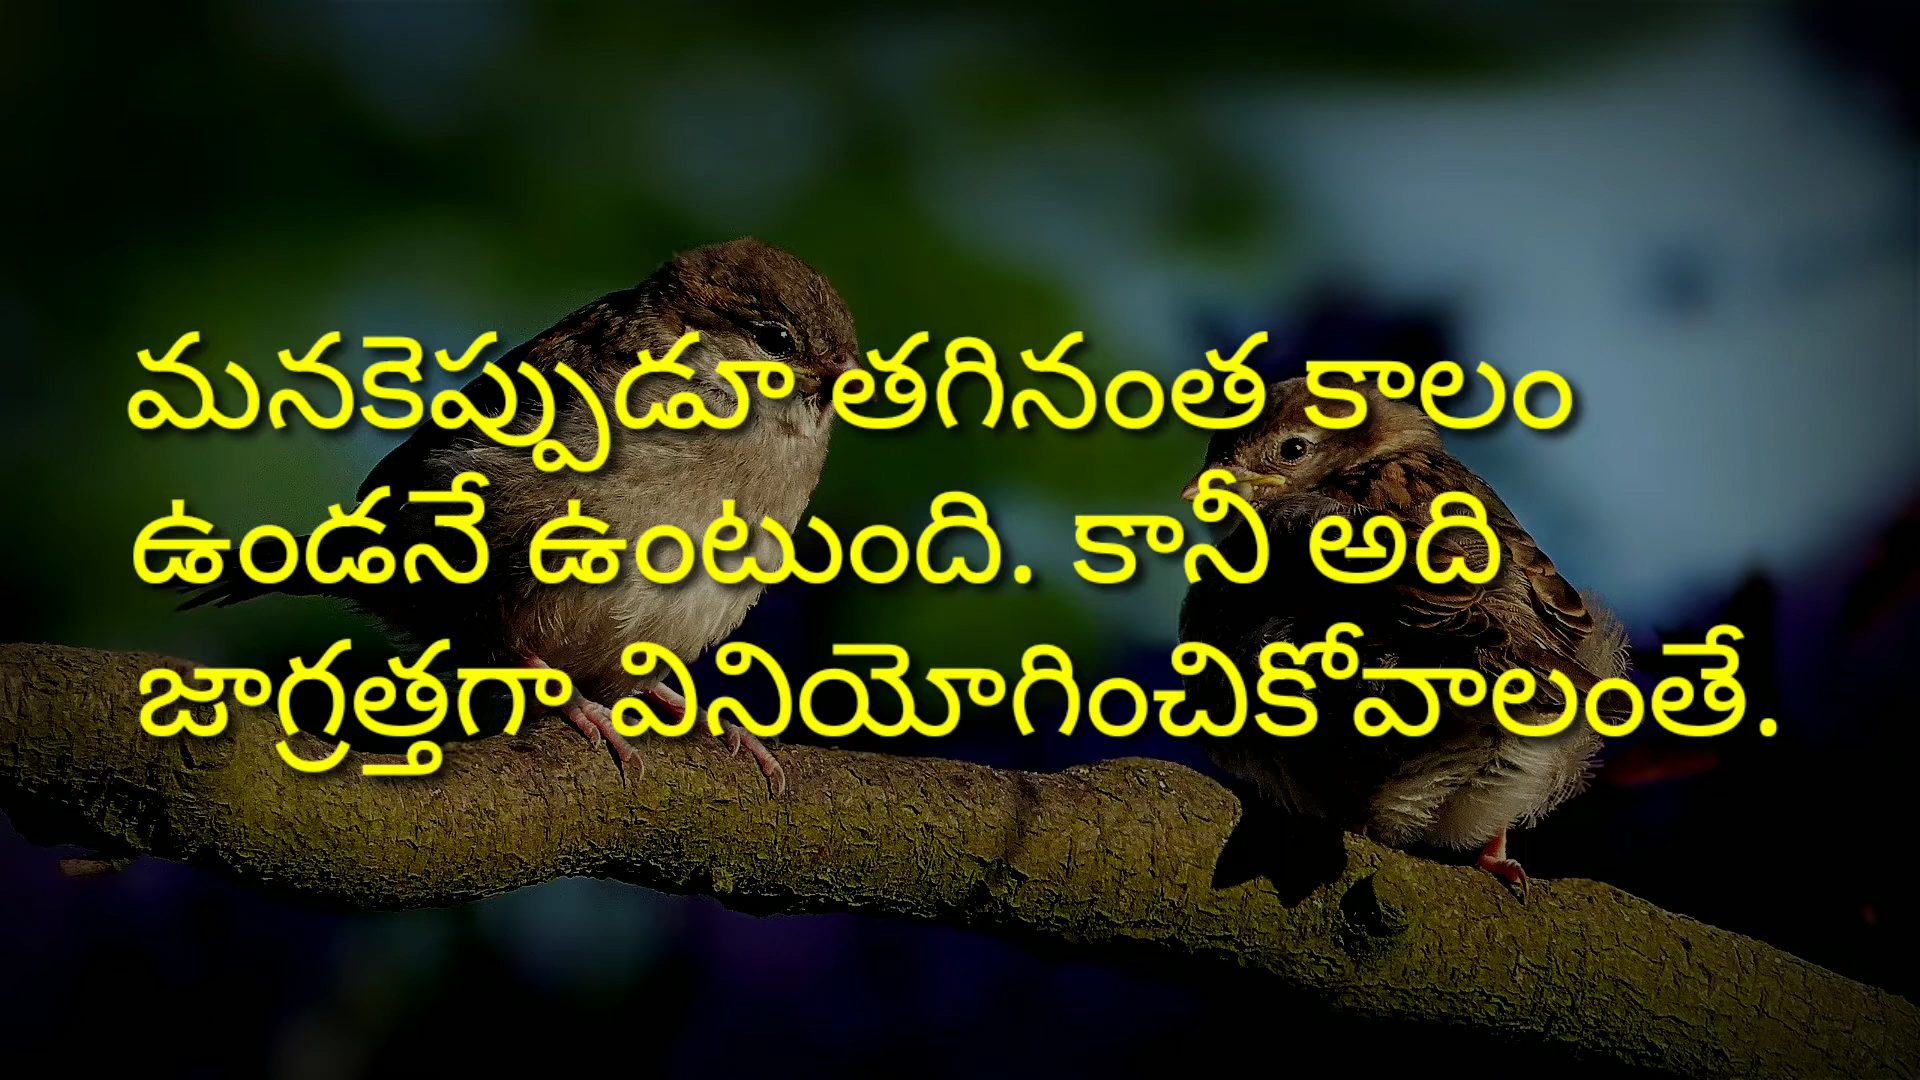 మనకెప్పుడూ తగినంత కాలం
ఉండనే ఉంటుంది. కానీ అది
జాగ్రత్తగా వినియోగించికోవాలంతే.